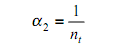 α₂ = 1/nₜ